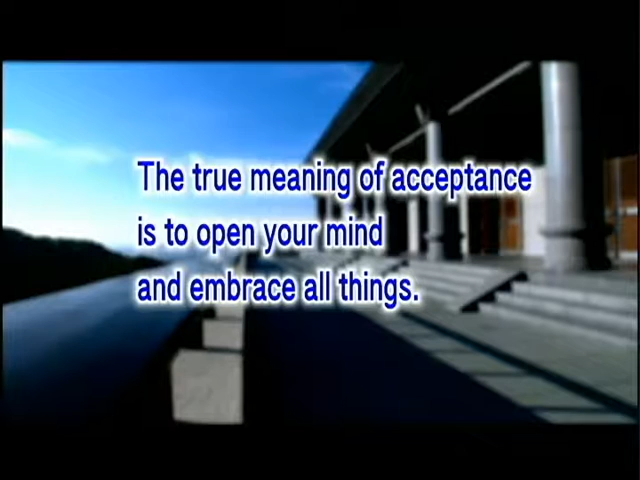 The true meaning of acceptance
is to open your mind
and embrace all things.